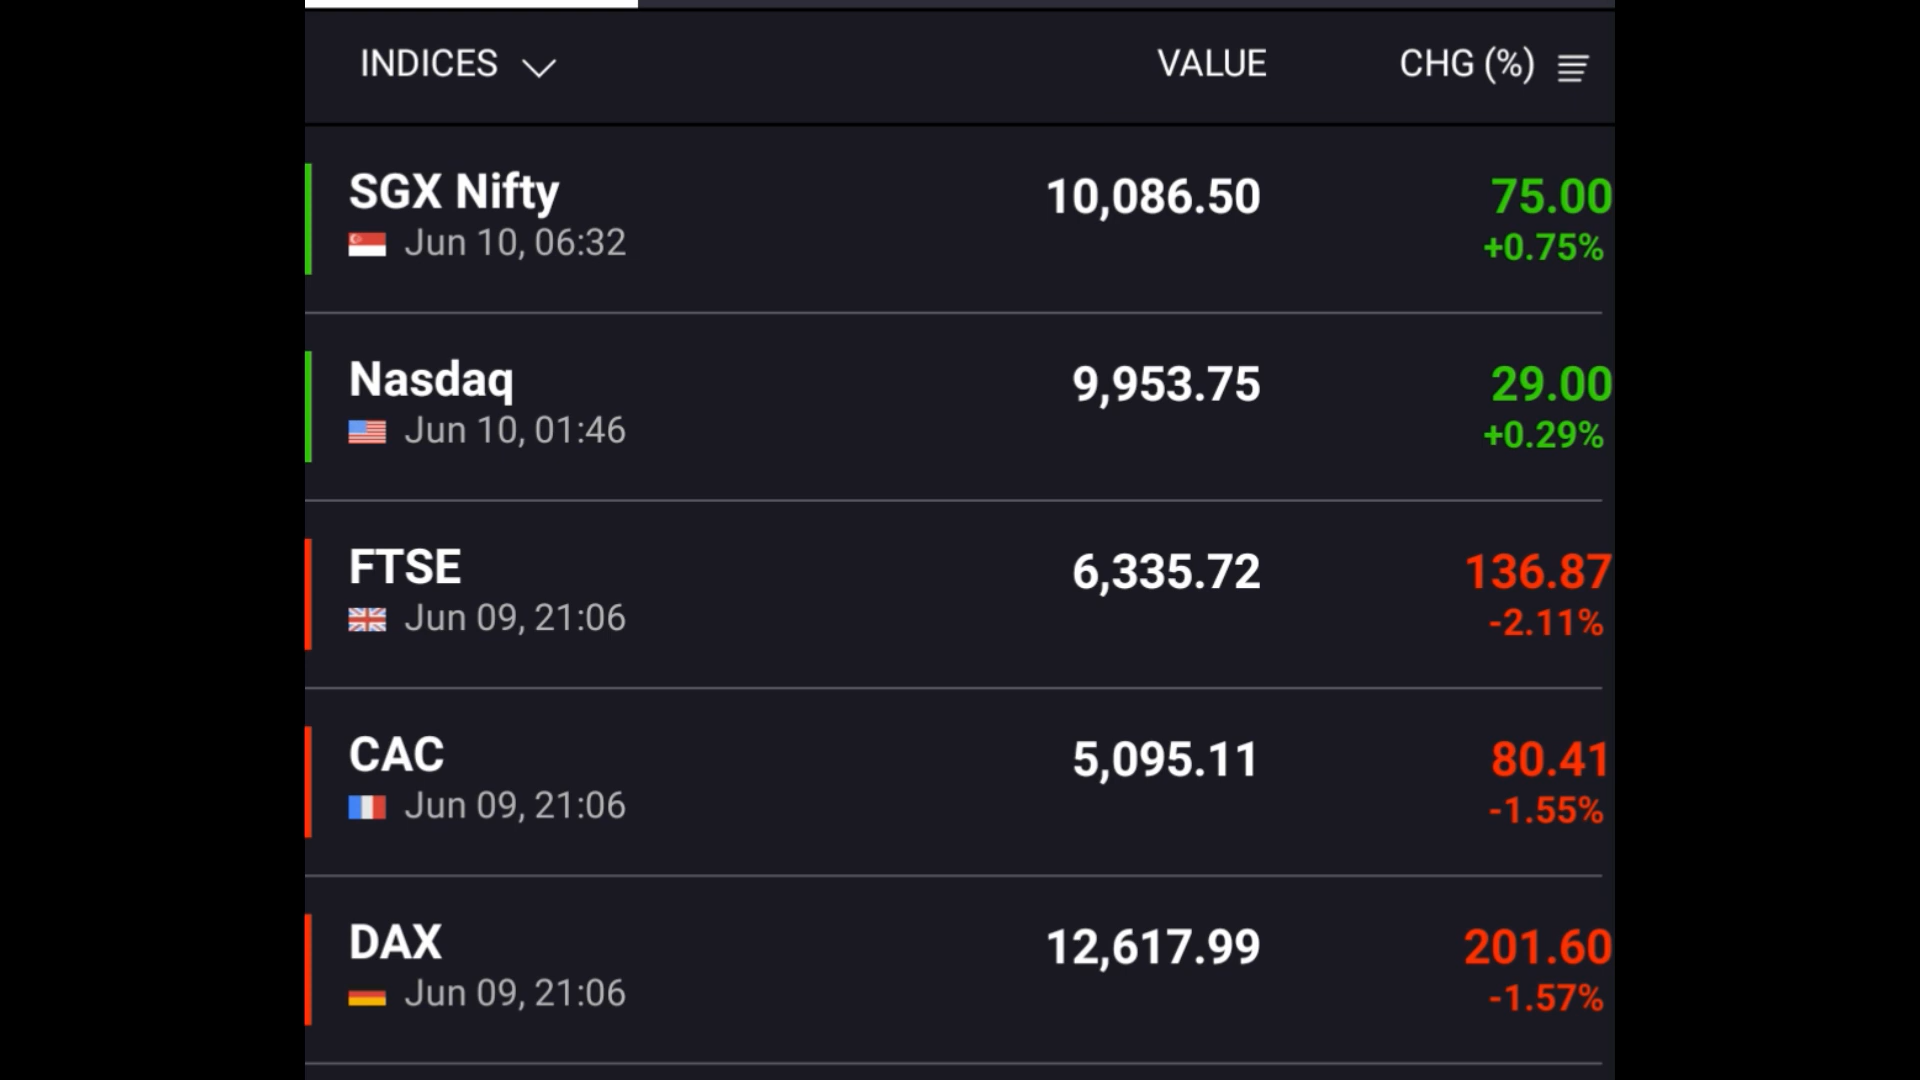 INDICES VALUE CHG (%)
SGX Nifty 10,086.50 75.00
Jun 10, 06:32 +0.75%
Nasdaq 9,953.75 29.00
Jun 10, 01:46 +0.29%
FTSE 6,335.72 136.87
Jun 09, 21:06 -2.11%
CAC 5,095.11 80.41
Jun 09, 21:06 -1.55%
DAX 12,617.99 201.60
Jun 09, 21:06 -1.57%